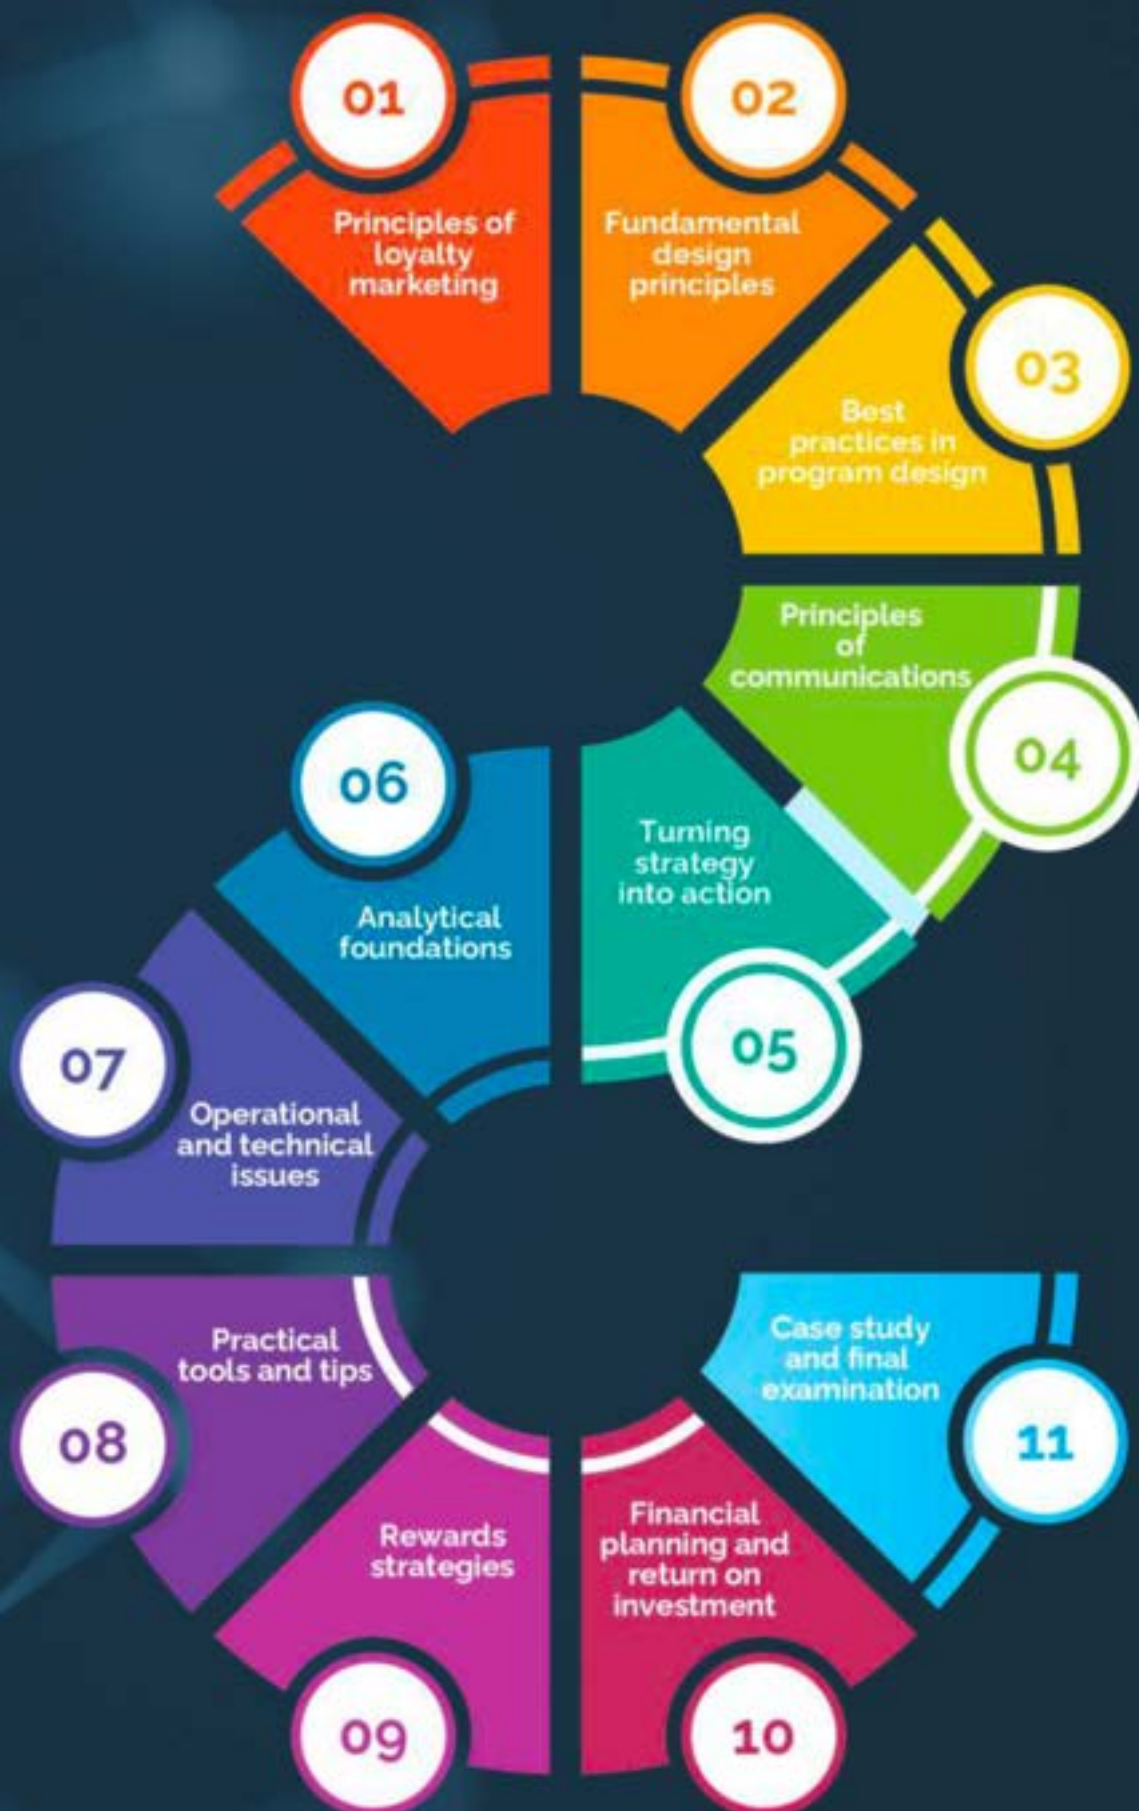 01
Principles of
loyalty
marketing
02
Fundamental
design
principles
03
Best
practices in
program design
04
Principles
of
communications
05
Turning
strategy
into action
06
Analytical
foundations
07
Operational
and technical
issues
08
Practical
tools and tips
09
Rewards
strategies
10
Financial
planning and
return on
investment
11
Case study
and final
examination